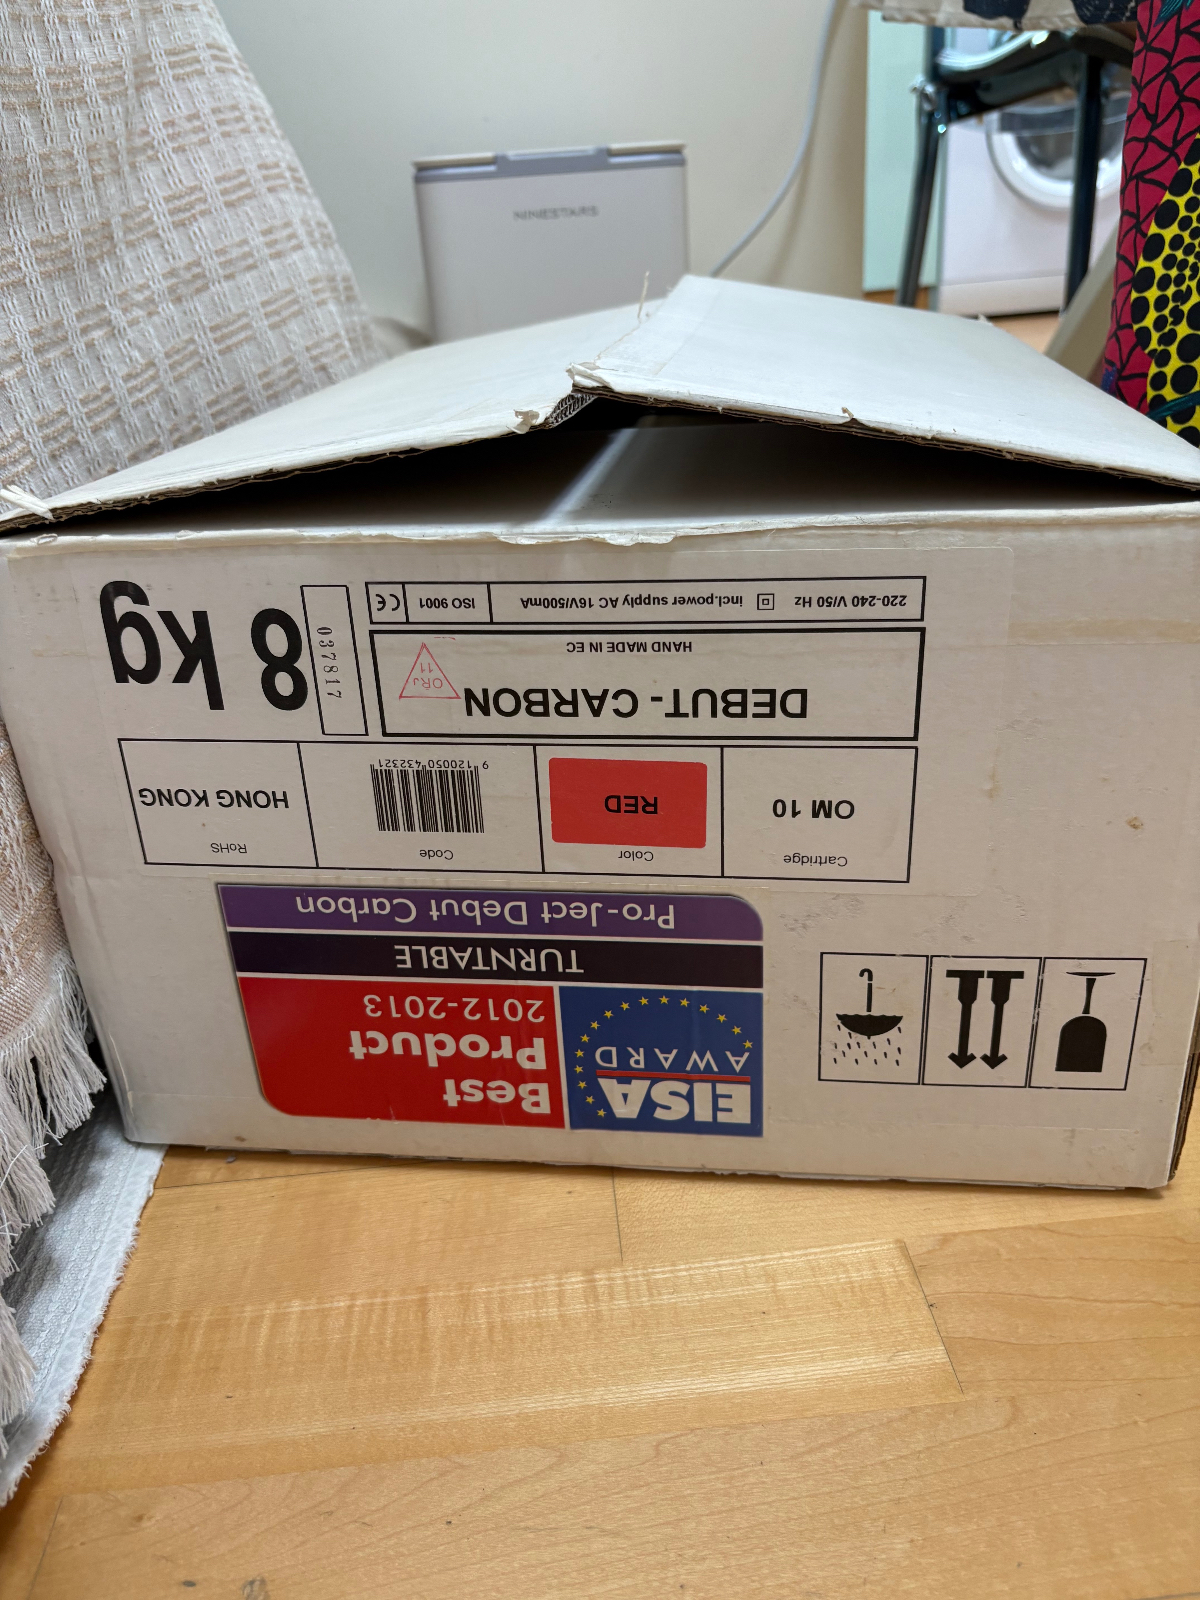 NINESTARS
EISA
AWARD
Best
Product
2012-2013
TURNTABLE
Pro-Ject Debut Carbon
Cartridge
OM 10
Color
RED
Code
9 120050 432321
RoHS
HONG KONG
DEBUT - CARBON
HAND MADE IN EC
ORJ
11
220-240 V/50 Hz
incl.power supply AC 16V/500mA
ISO 9001
CE
037817
8 kg